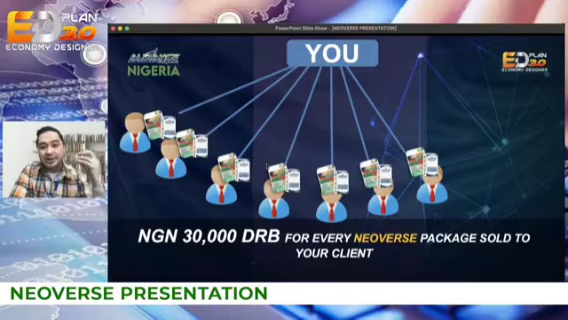 PLAN
ED 3.0
ECONOMY DESIGNER
PowerPoint Slide Show - [NEOVERSE PRESENTATION]
YOU
ALLIANCE
NIGERIA
ED PLAN
3.0
ECONOMY DESIGNER
NGN 30,000 DRB FOR EVERY NEOVERSE PACKAGE SOLD TO
YOUR CLIENT
NEOVERSE PRESENTATION